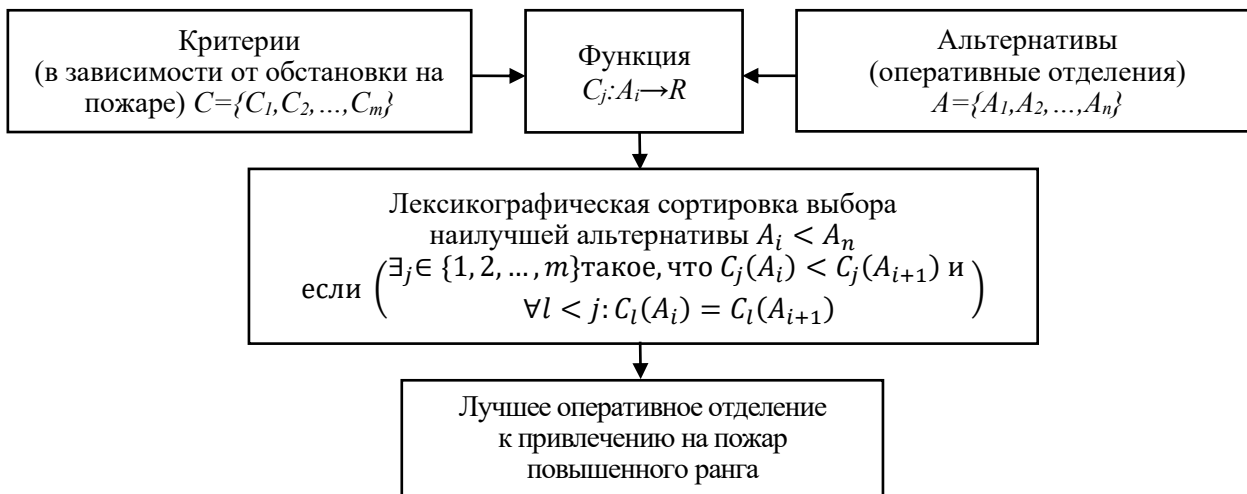 Критерии
(в зависимости от обстановки на
пожаре) C={C₁,C₂,...,Cₘ}
Функция
Cⱼ:Aᵢ→R
Альтернативы
(оперативные отделения)
A={A₁,A₂,...,Aₙ}
Лексикографическая сортировка выбора
наилучшей альтернативы Aᵢ < Aₙ
если (∃ⱼ∈ {1, 2, … , m}такое, что Cⱼ(Aᵢ) < Cⱼ(Aᵢ₊₁) и
∀l < j: Cₗ(Aᵢ) = Cₗ(Aᵢ₊₁))
Лучшее оперативное отделение
к привлечению на пожар
повышенного ранга